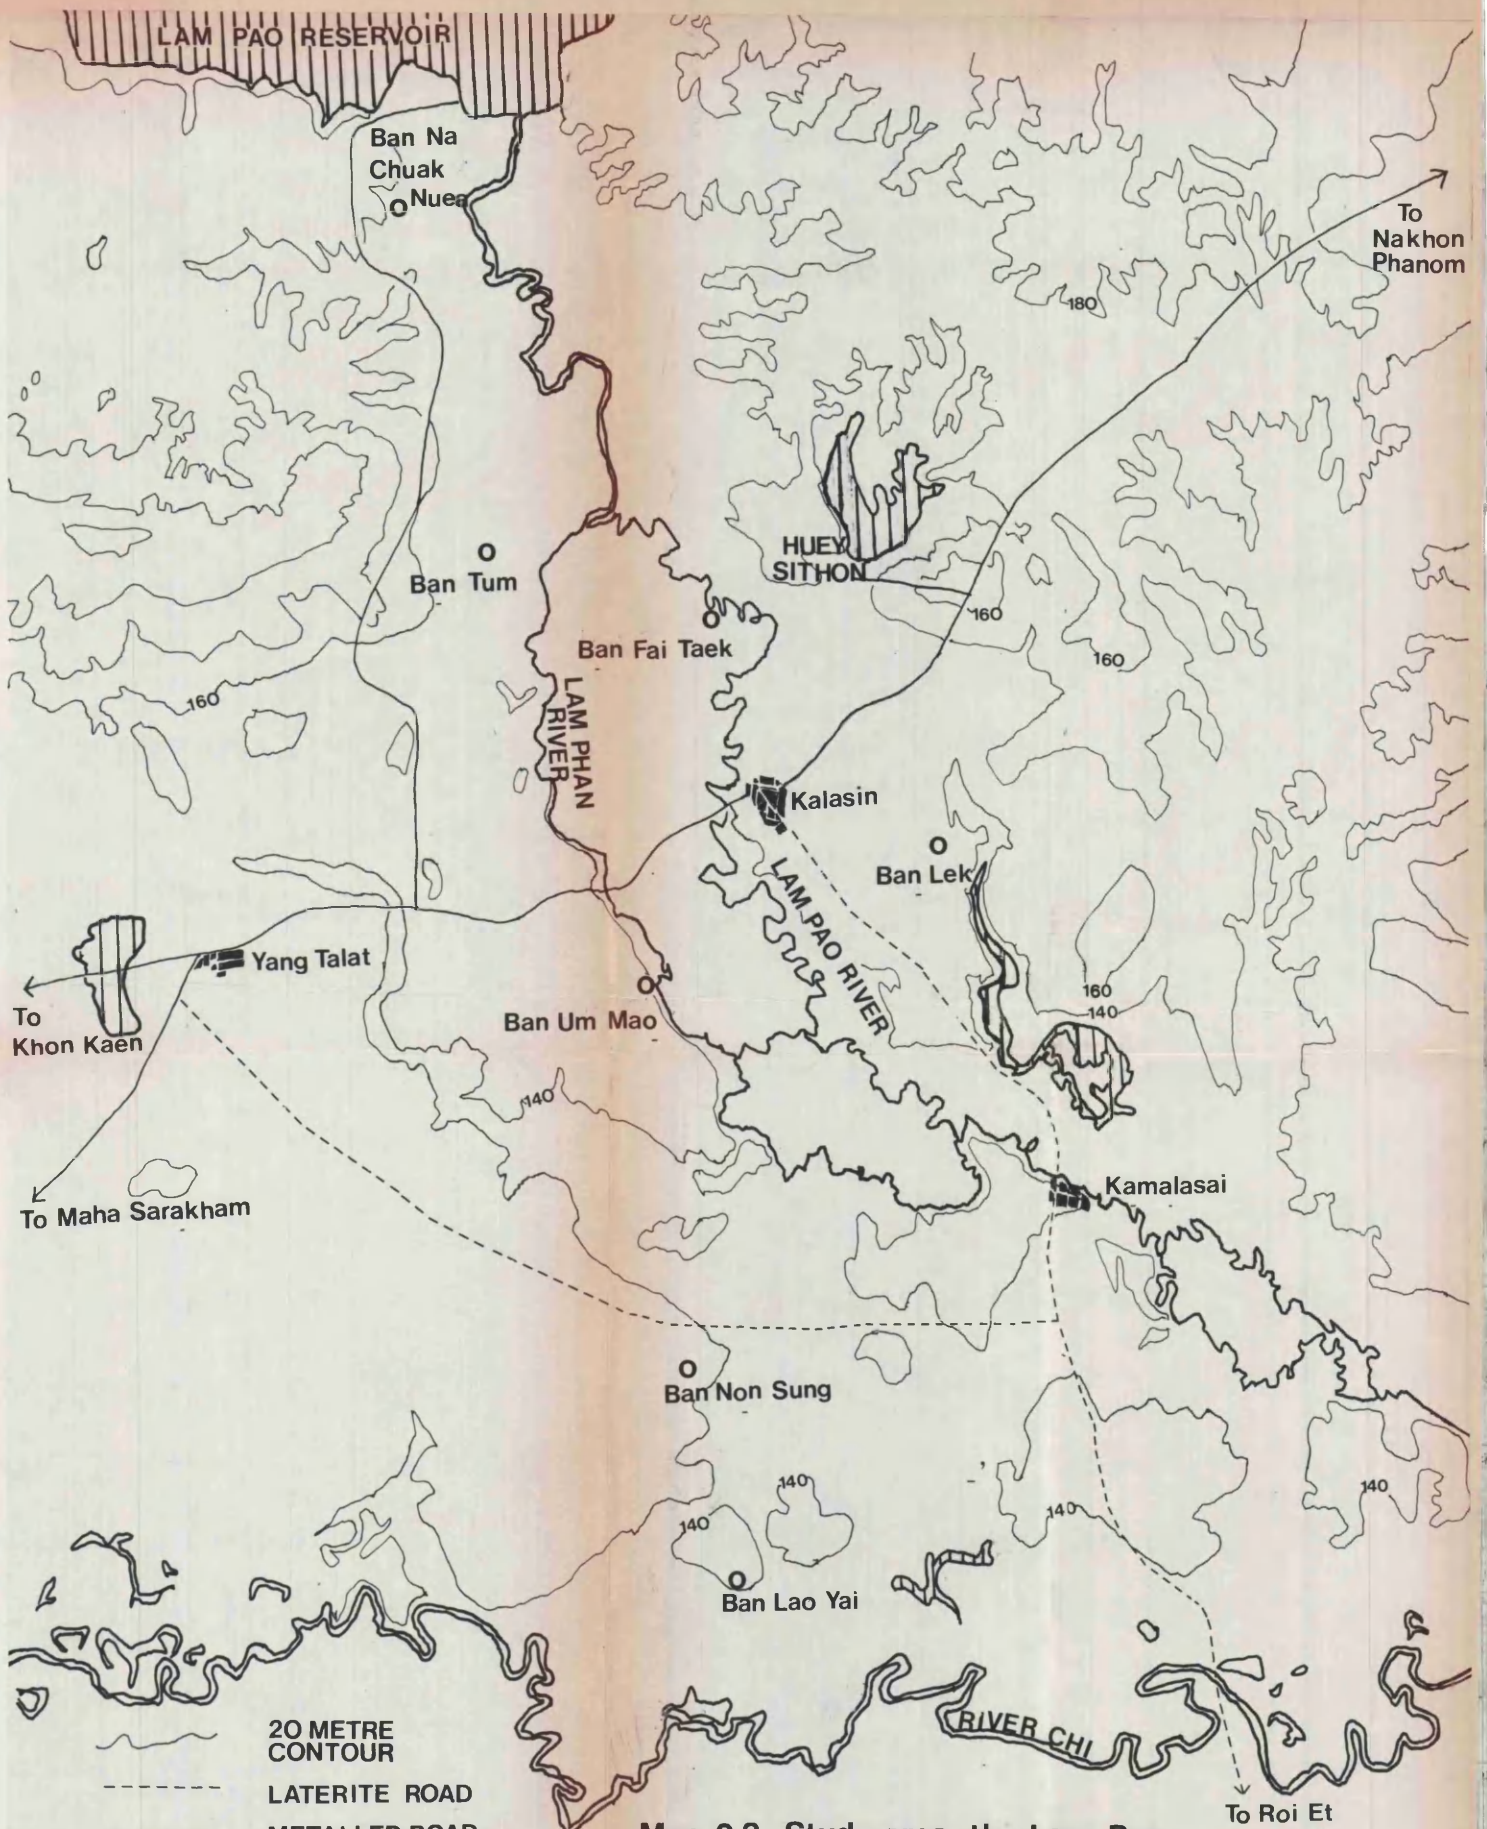 LAM PAO RESERVOIR
Ban Na
Chuak
Nuea
To
Nakhon
Phanom
180
HUEY
SITHON
Ban Tum
160
Ban Fai Taek
160
160
LAM PHAN
RIVER
Kalasin
Ban Lek
LAM PAO RIVER
Yang Talat
160
140
To
Khon Kaen
Ban Um Mao
140
Kamalasai
To Maha Sarakham
Ban Non Sung
140
140
140
140
Ban Lao Yai
RIVER CHI
20 METRE
CONTOUR
LATERITE ROAD
To Roi Et